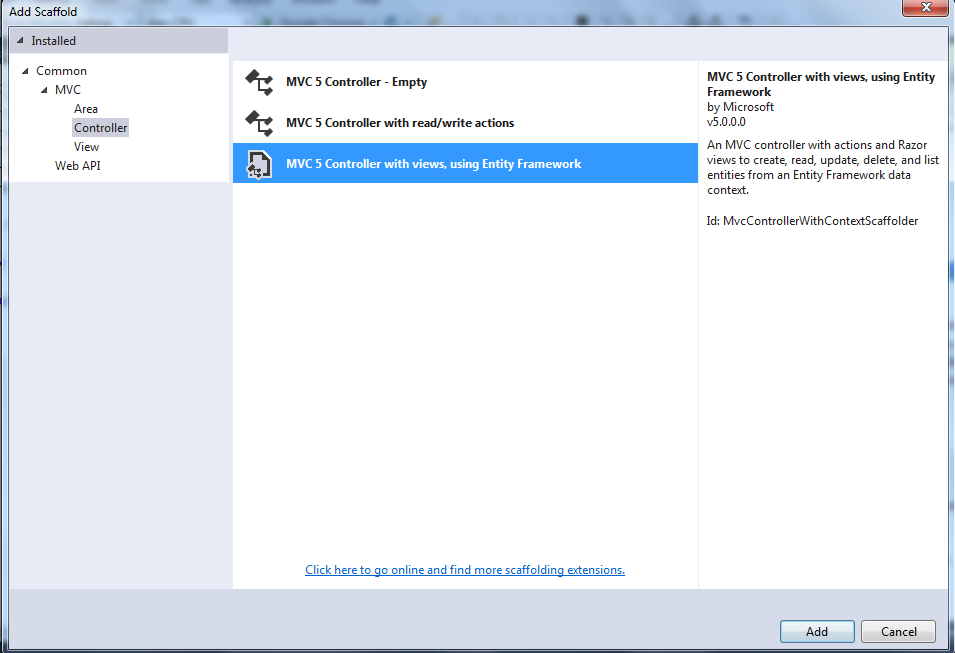 Add Scaffold
Installed
Common
MVC
Area
Controller
View
Web API
MVC 5 Controller - Empty
MVC 5 Controller with read/write actions
MVC 5 Controller with views, using Entity Framework
Click here to go online and find more scaffolding extensions.
MVC 5 Controller with views, using Entity
Framework
by Microsoft
v5.0.0.0
An MVC controller with actions and Razor
views to create, read, update, delete, and list
entities from an Entity Framework data
context.
Id: MvcControllerWithContextScaffolder
Add
Cancel